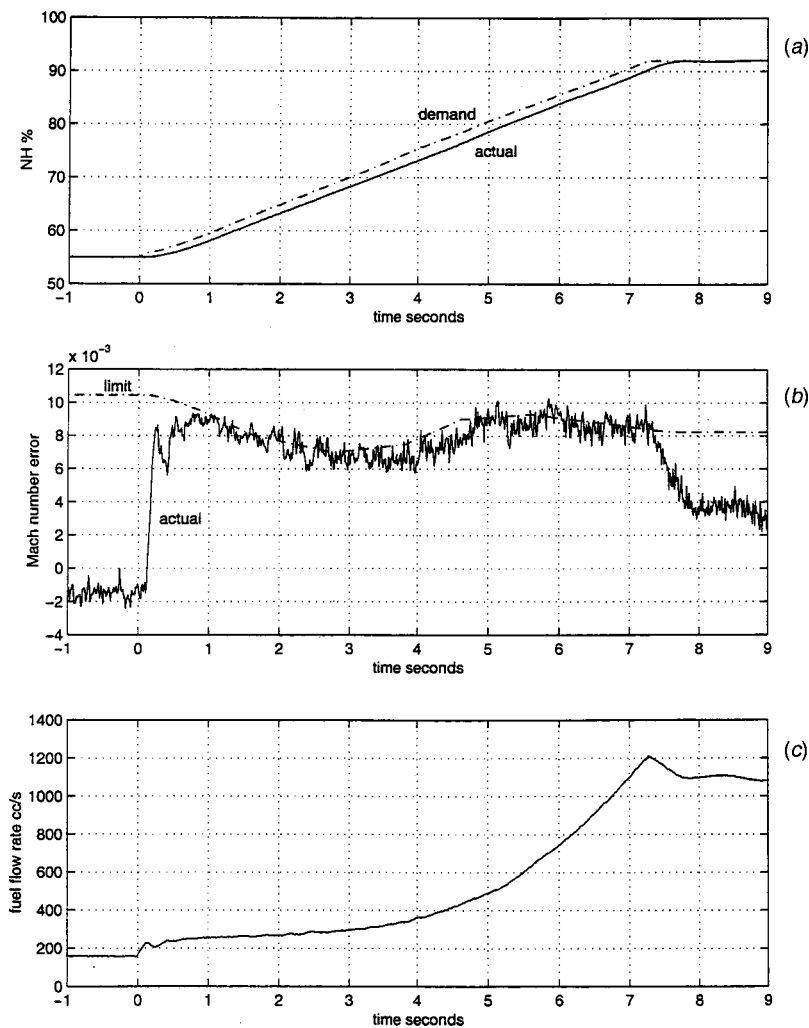 (a)
100
90
80
70
60
50
NH %
demand
actual
-1 0 1 2 3 4 5 6 7 8 9
time seconds
x 10⁻³
(b)
12
10
8
6
4
2
0
-2
-4
Mach number error
limit
actual
-1 0 1 2 3 4 5 6 7 8 9
time seconds
(c)
1400
1200
1000
800
600
400
200
0
fuel flow rate cc/s
-1 0 1 2 3 4 5 6 7 8 9
time seconds